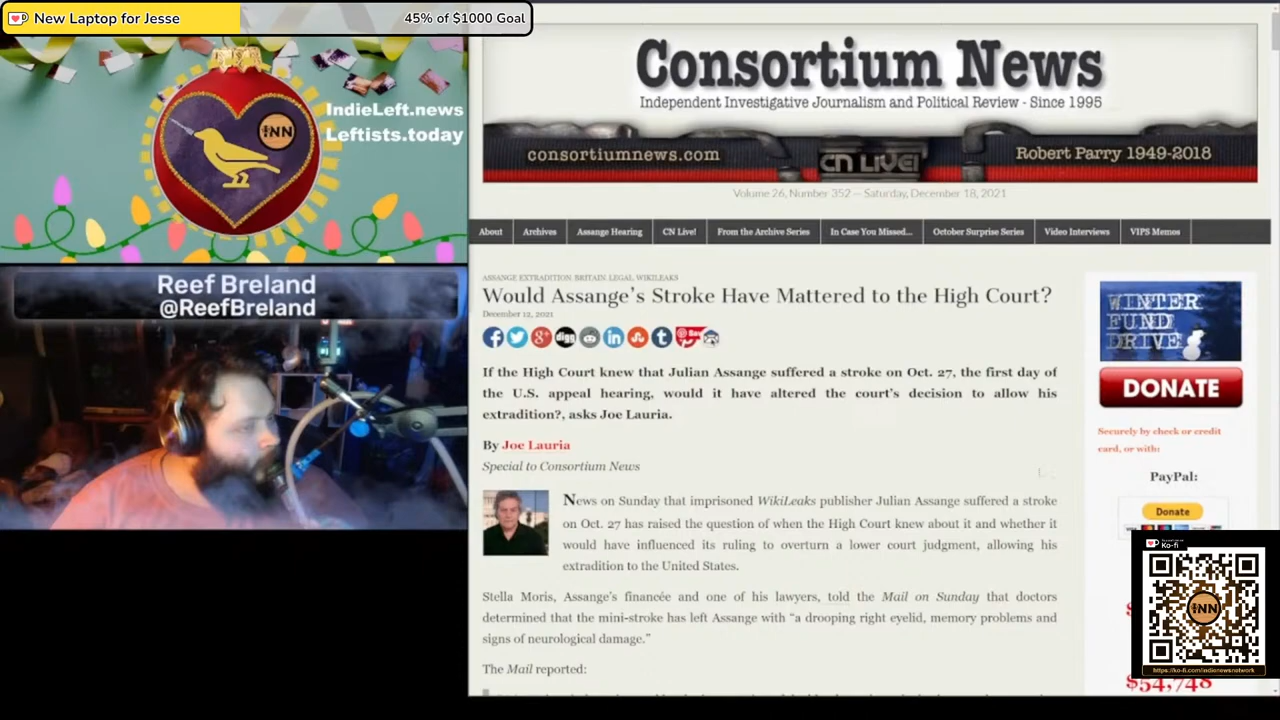 New Laptop for Jesse
45% of $1000 Goal
IndieLeft.news
Leftists.today
iNN
Reef Breland
@ReefBreland
Consortium News
Independent Investigative Journalism and Political Review - Since 1995
consortiumnews.com
CN LIVE!
Robert Parry 1949-2018
Volume 26, Number 352 — Saturday, December 18, 2021
About
Archives
Assange Hearing
CN Live!
From the Archive Series
In Case You Missed...
October Surprise Series
Video Interviews
VIPS Memos
ASSANGE EXTRADITION, BRITAIN, LEGAL, WIKILEAKS
Would Assange's Stroke Have Mattered to the High Court?
December 12, 2021
digg
If the High Court knew that Julian Assange suffered a stroke on Oct. 27, the first day of
the U.S. appeal hearing, would it have altered the court's decision to allow his
extradition?, asks Joe Lauria.
By Joe Lauria
Special to Consortium News
News on Sunday that imprisoned WikiLeaks publisher Julian Assange suffered a stroke
on Oct. 27 has raised the question of when the High Court knew about it and whether it
would have influenced its ruling to overturn a lower court judgment, allowing his
extradition to the United States.
Stella Moris, Assange's financée and one of his lawyers, told the Mail on Sunday that doctors
determined that the mini-stroke has left Assange with "a drooping right eyelid, memory problems and
signs of neurological damage."
The Mail reported:
WINTER
FUND
DRIVE
DONATE
Securely by check or credit
card, or with:
PayPal:
Donate
Ko-fi
iNN
https://ko-fi.com/indienewsnetwork
$54,748